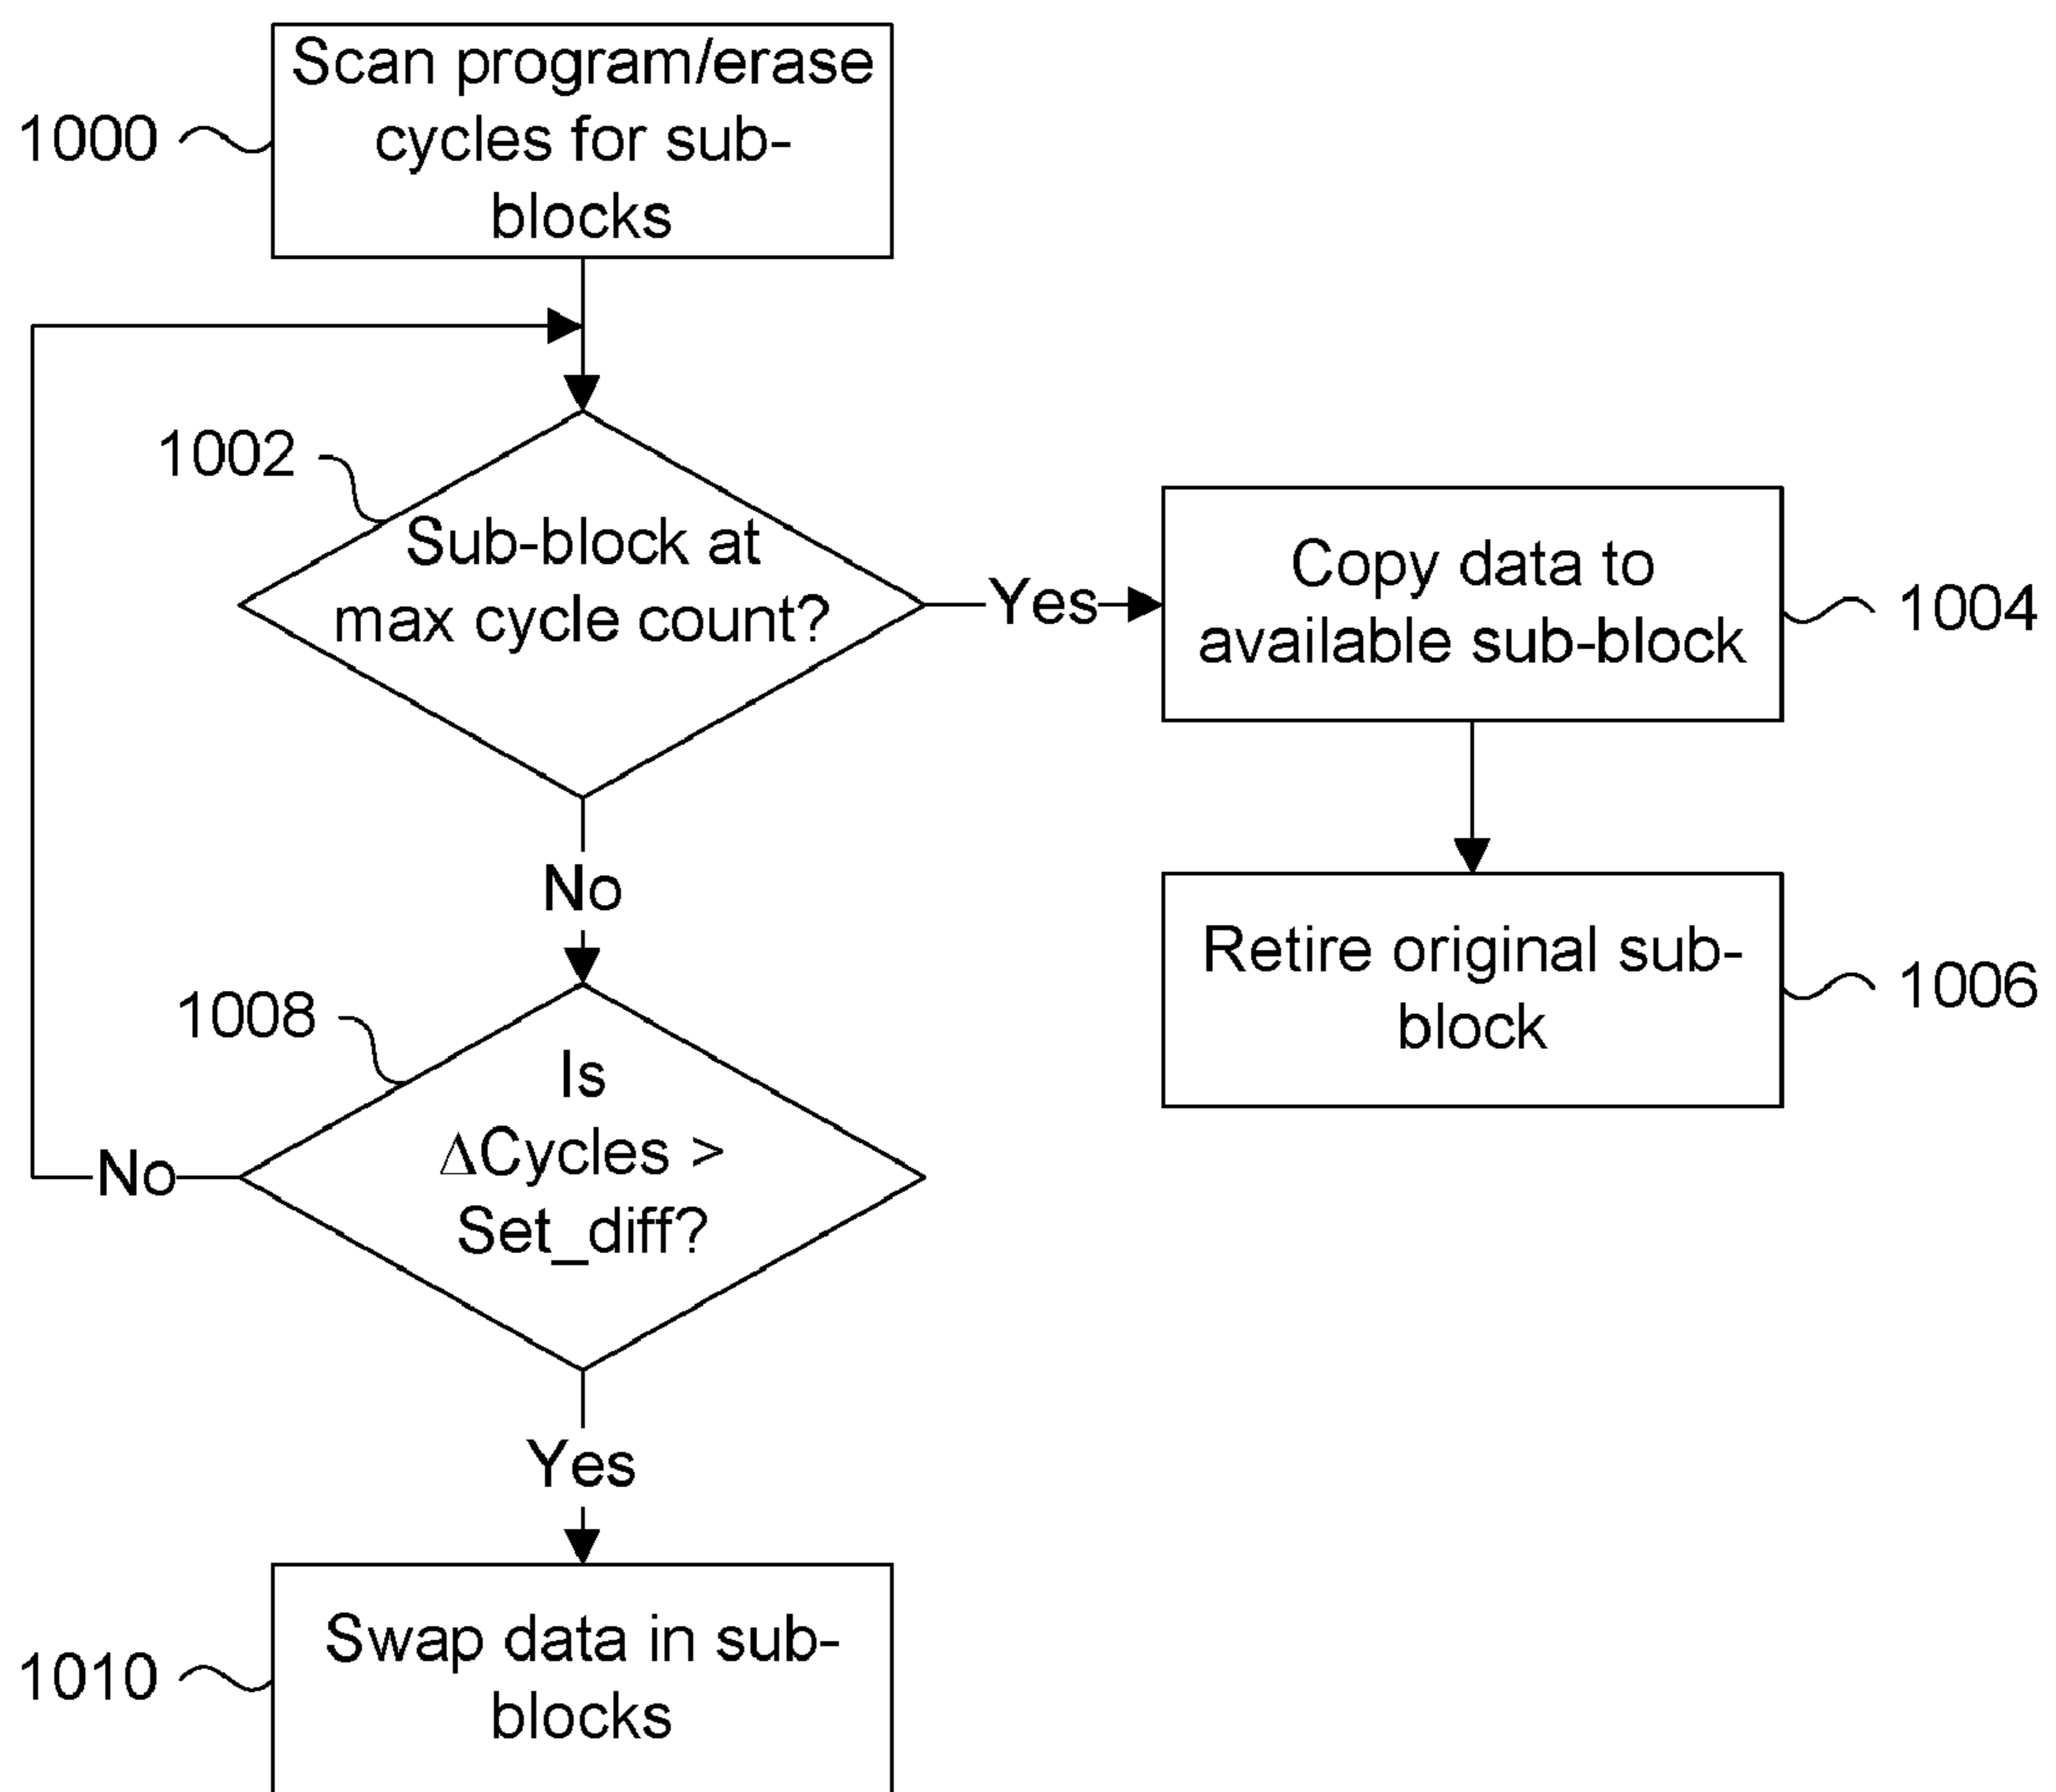 Scan program/erase
cycles for sub-
blocks
1000
1002
Sub-block at
max cycle count?
Yes
Copy data to
available sub-block
1004
No
Retire original sub-
block
1006
1008
Is
ΔCycles >
Set_diff?
No
Yes
Swap data in sub-
blocks
1010